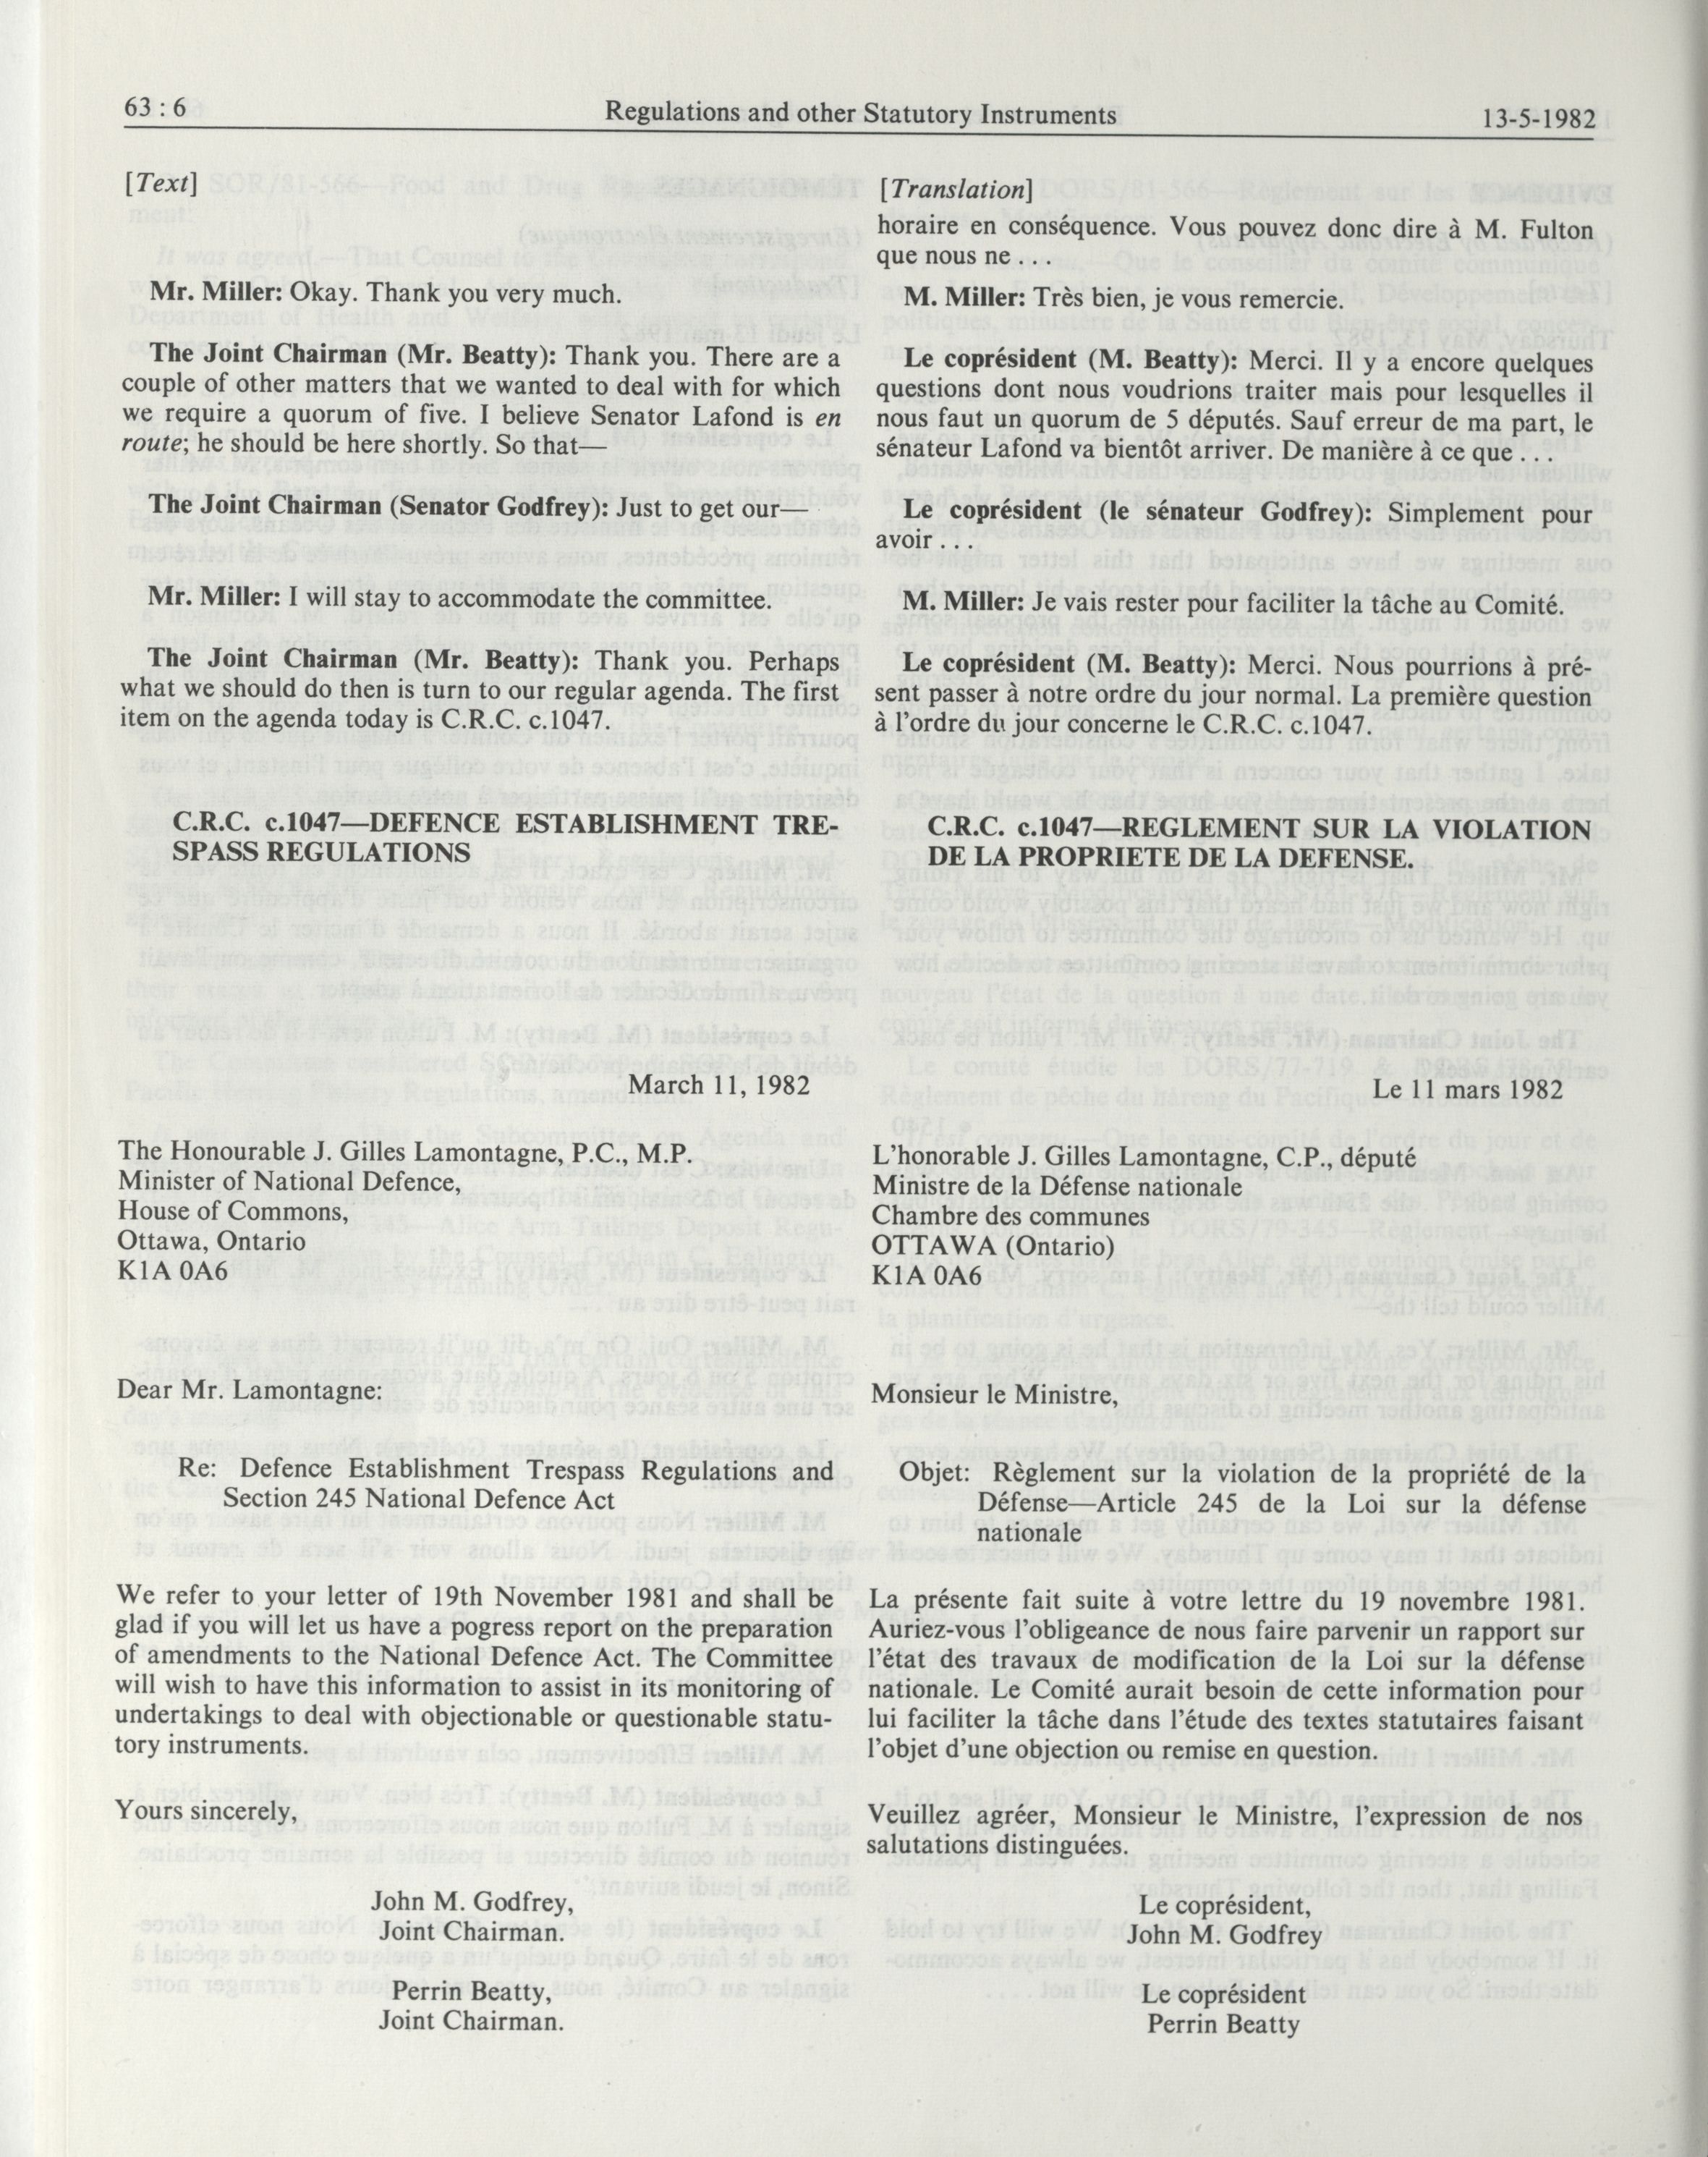 63 : 6
Regulations and other Statutory Instruments
13-5-1982
[Text]
Mr. Miller: Okay. Thank you very much.
The Joint Chairman (Mr. Beatty): Thank you. There are a
couple of other matters that we wanted to deal with for which
we require a quorum of five. I believe Senator Lafond is en
route; he should be here shortly. So that—
The Joint Chairman (Senator Godfrey): Just to get our—
Mr. Miller: I will stay to accommodate the committee.
The Joint Chairman (Mr. Beatty): Thank you. Perhaps
what we should do then is turn to our regular agenda. The first
item on the agenda today is C.R.C. c.1047.
C.R.C. c.1047—DEFENCE ESTABLISHMENT TRE-
SPASS REGULATIONS
March 11, 1982
The Honourable J. Gilles Lamontagne, P.C., M.P.
Minister of National Defence,
House of Commons,
Ottawa, Ontario
K1A 0A6
Dear Mr. Lamontagne:
Re: Defence Establishment Trespass Regulations and
Section 245 National Defence Act
We refer to your letter of 19th November 1981 and shall be
glad if you will let us have a pogress report on the preparation
of amendments to the National Defence Act. The Committee
will wish to have this information to assist in its monitoring of
undertakings to deal with objectionable or questionable statu-
tory instruments.
Yours sincerely,
John M. Godfrey,
Joint Chairman.
Perrin Beatty,
Joint Chairman.
[Translation]
horaire en conséquence. Vous pouvez donc dire à M. Fulton
que nous ne . . .
M. Miller: Très bien, je vous remercie.
Le coprésident (M. Beatty): Merci. Il y a encore quelques
questions dont nous voudrions traiter mais pour lesquelles il
nous faut un quorum de 5 députés. Sauf erreur de ma part, le
sénateur Lafond va bientôt arriver. De manière à ce que . . .
Le coprésident (le sénateur Godfrey): Simplement pour
avoir . . .
M. Miller: Je vais rester pour faciliter la tâche au Comité.
Le coprésident (M. Beatty): Merci. Nous pourrions à pré-
sent passer à notre ordre du jour normal. La première question
à l'ordre du jour concerne le C.R.C. c.1047.
C.R.C. c.1047—REGLEMENT SUR LA VIOLATION
DE LA PROPRIETE DE LA DEFENSE.
Le 11 mars 1982
L'honorable J. Gilles Lamontagne, C.P., député
Ministre de la Défense nationale
Chambre des communes
OTTAWA (Ontario)
K1A 0A6
Monsieur le Ministre,
Objet: Règlement sur la violation de la propriété de la
Défense—Article 245 de la Loi sur la défense
nationale
La présente fait suite à votre lettre du 19 novembre 1981.
Auriez-vous l'obligeance de nous faire parvenir un rapport sur
l'état des travaux de modification de la Loi sur la défense
nationale. Le Comité aurait besoin de cette information pour
lui faciliter la tâche dans l'étude des textes statutaires faisant
l'objet d'une objection ou remise en question.
Veuillez agréer, Monsieur le Ministre, l'expression de nos
salutations distinguées.
Le coprésident,
John M. Godfrey
Le coprésident
Perrin Beatty